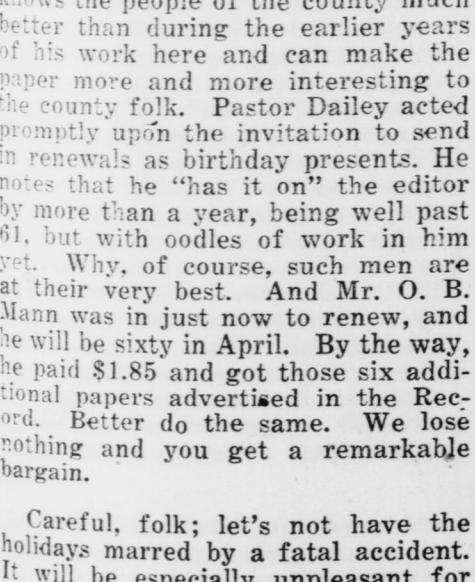 knows the people of the county much
better than during the earlier years
of his work here and can make the
paper more and more interesting to
the county folk. Pastor Dailey acted
promptly upon the invitation to send
in renewals as birthday presents. He
notes that he “has it on” the editor
by more than a year, being well past
61, but with oodles of work in him
yet. Why, of course, such men are
at their very best. And Mr. O. B.
Mann was in just now to renew, and
he will be sixty in April. By the way,
he paid $1.85 and got those six addi-
tional papers advertised in the Rec-
ord. Better do the same. We lose
nothing and you get a remarkable
bargain.
Careful, folk; let's not have the
holidays marred by a fatal accident.
It will be especially unpleasant for